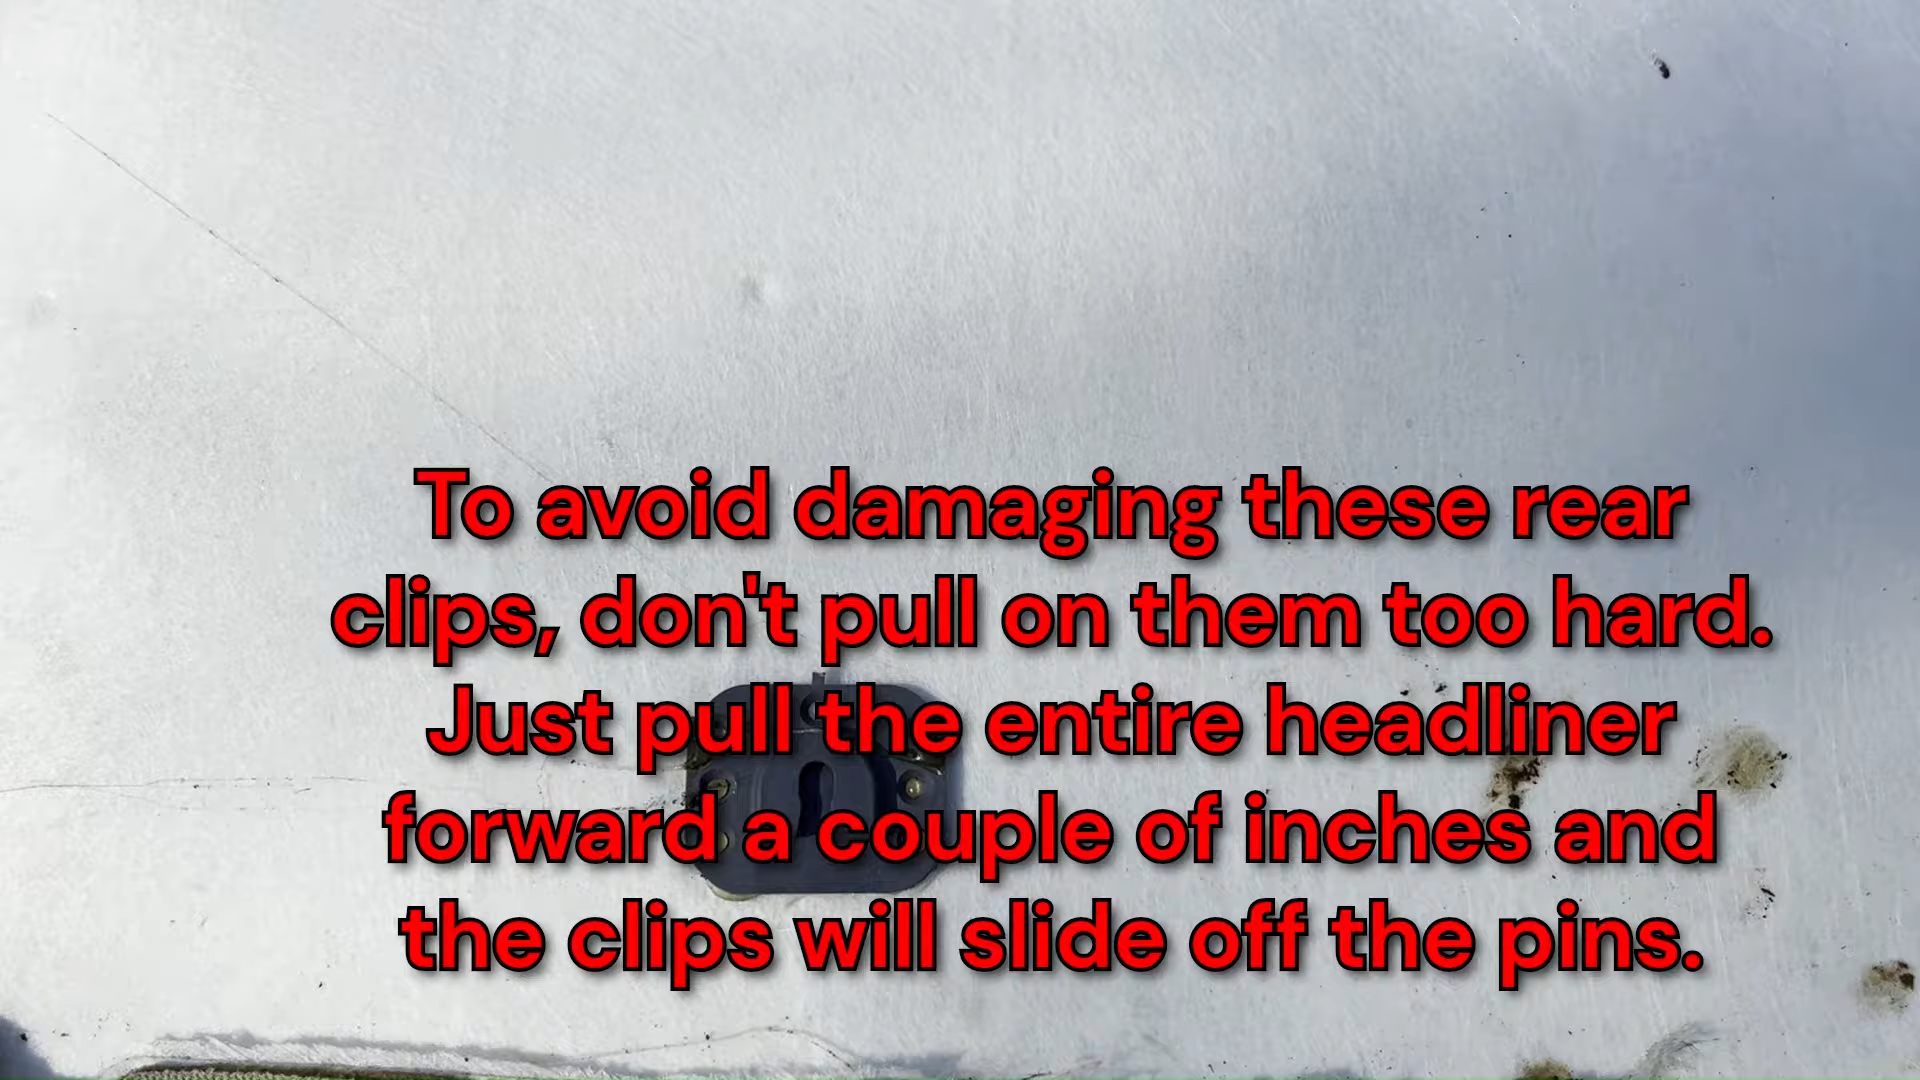 To avoid damaging these rear
clips, don't pull on them too hard.
Just pull the entire headliner
forward a couple of inches and
the clips will slide off the pins.